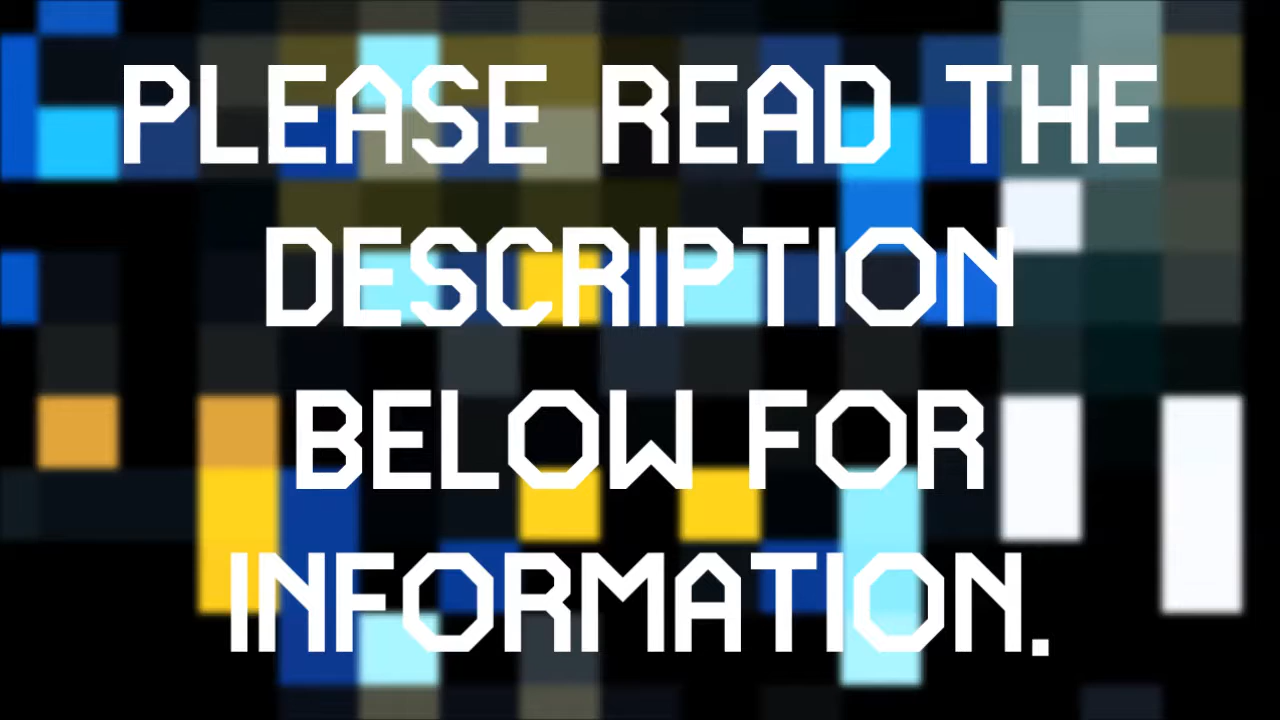 PLEASE READ THE
DESCRIPTION
BELOW FOR
INFORMATION.